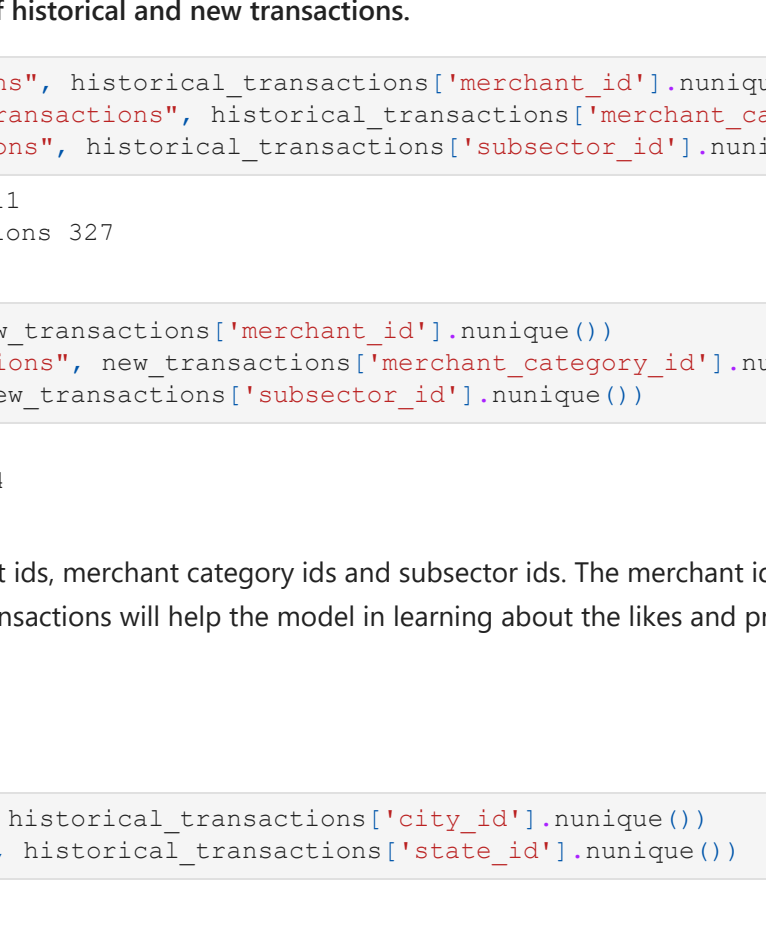 f historical and new transactions.
ns", historical_transactions['merchant_id'].nuniqu
ransactions", historical_transactions['merchant_ca
ons", historical_transactions['subsector_id'].nuni
11
ions 327
w_transactions['merchant_id'].nunique())
ions", new_transactions['merchant_category_id'].nu
ew_transactions['subsector_id'].nunique())
4
t ids, merchant category ids and subsector ids. The merchant id
nsactions will help the model in learning about the likes and pr
historical_transactions['city_id'].nunique())
, historical_transactions['state_id'].nunique())